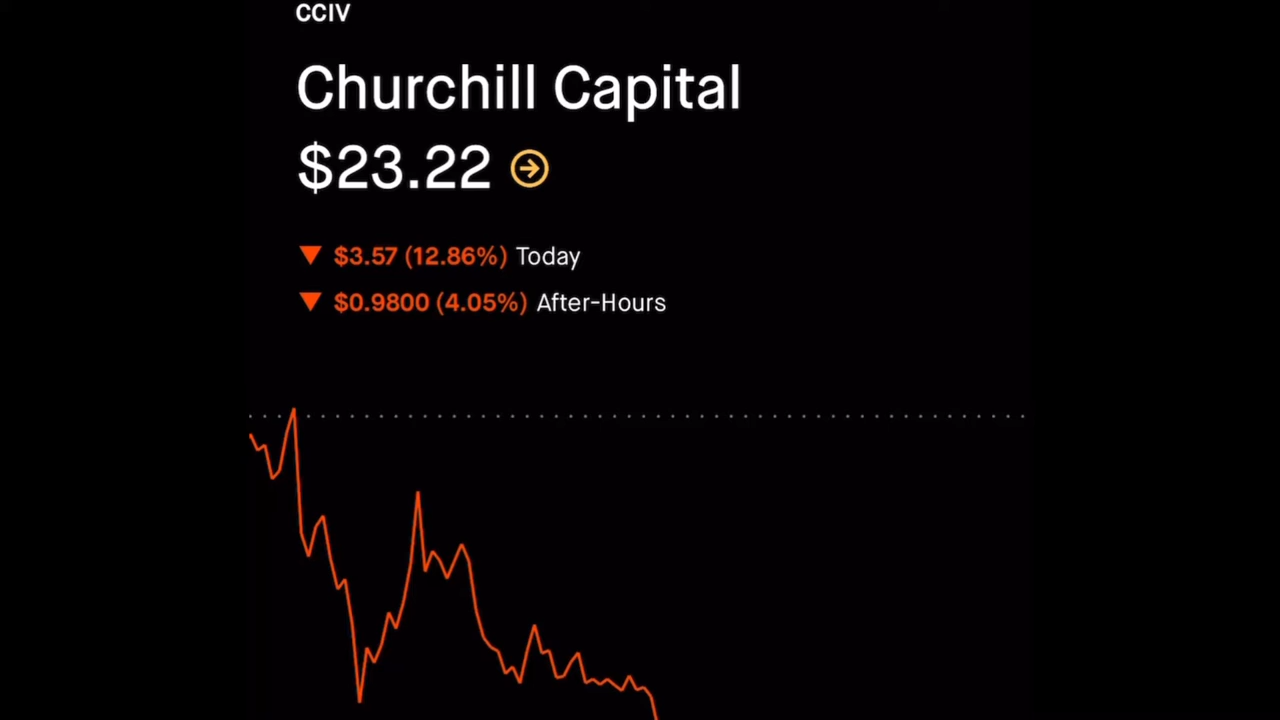 CCIV
Churchill Capital
$23.22
▼ $3.57 (12.86%) Today
▼ $0.9800 (4.05%) After-Hours